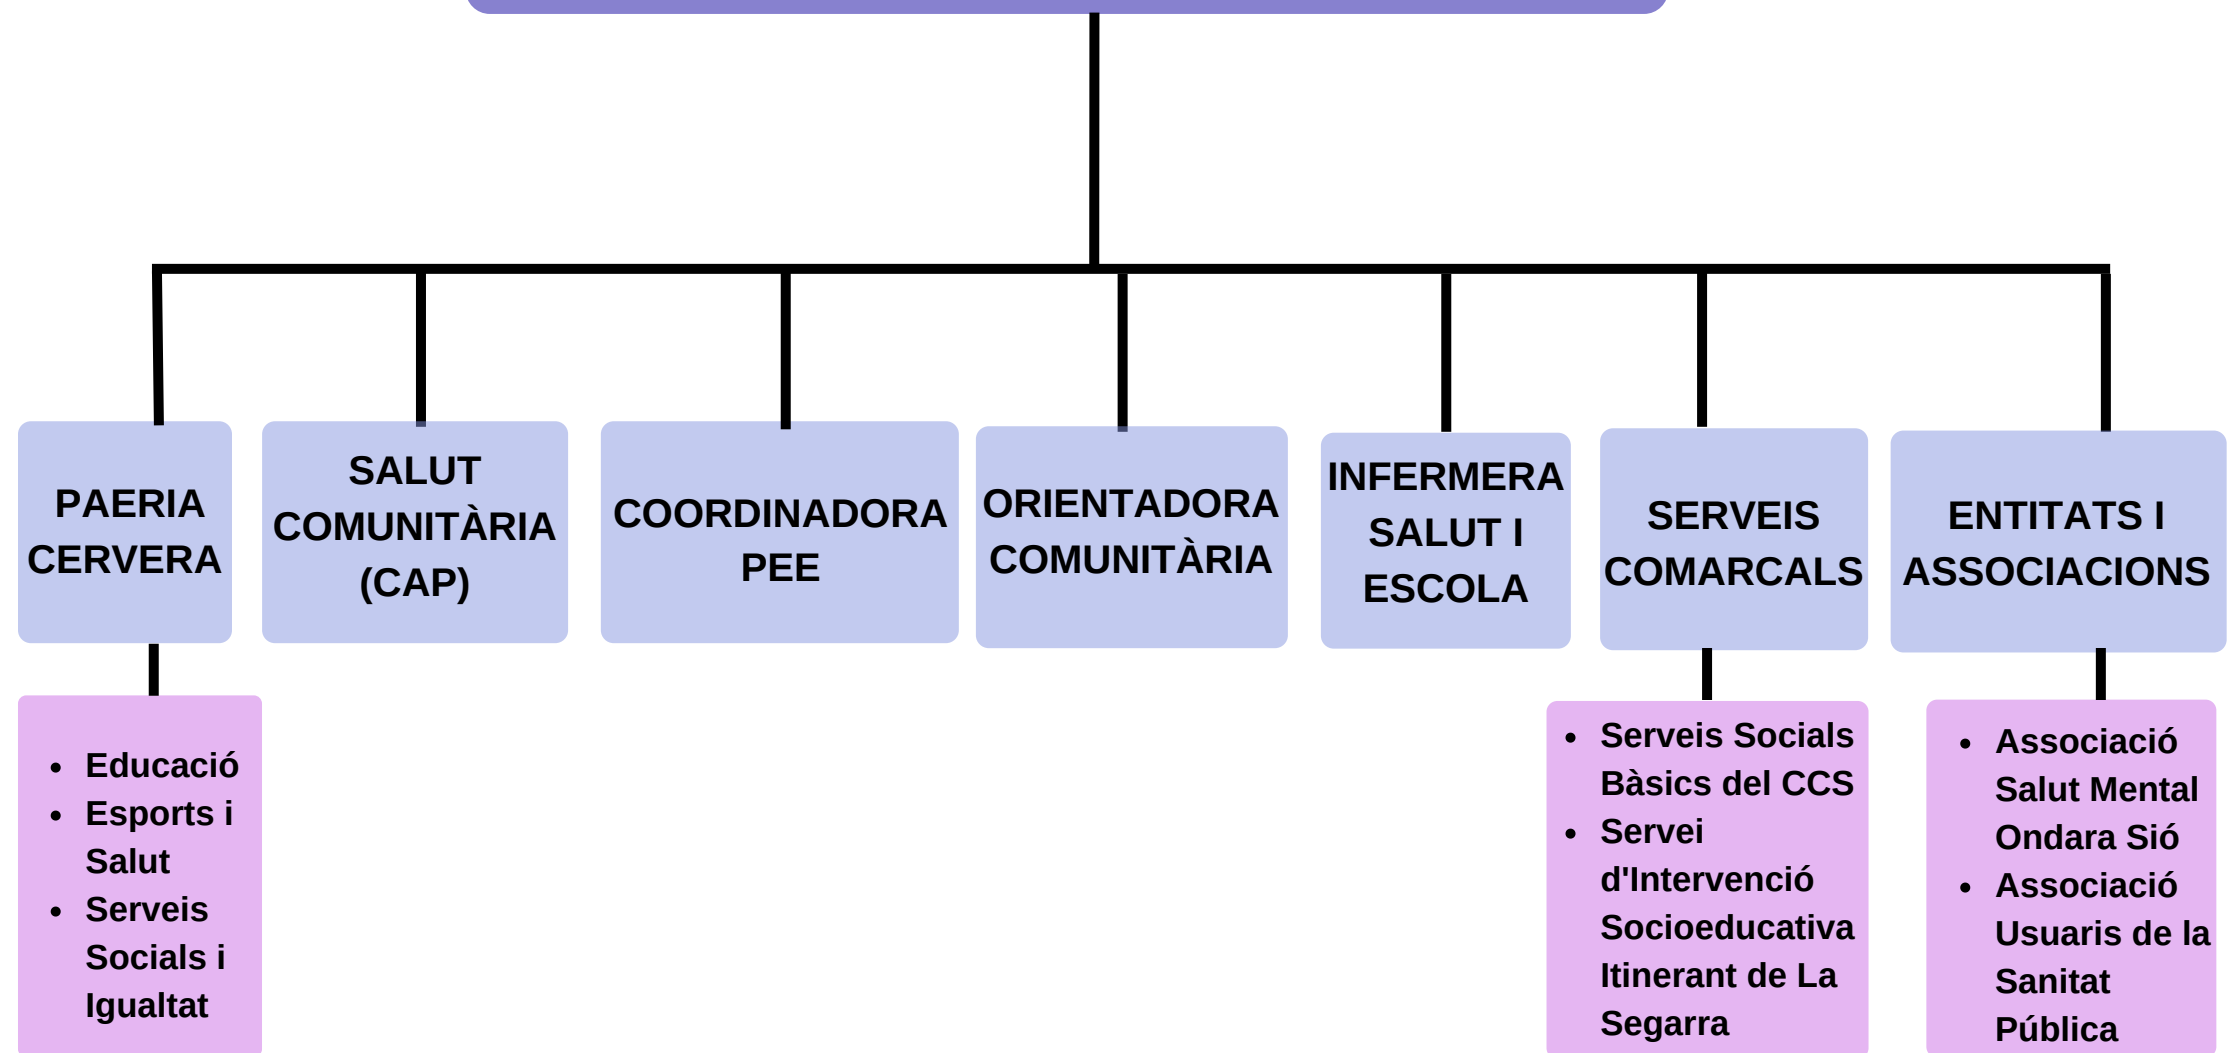 PAERIA
CERVERA
SALUT
COMUNITÀRIA
(CAP)
COORDINADORA
PEE
ORIENTADORA
COMUNITÀRIA
INFERMERA
SALUT I
ESCOLA
SERVEIS
COMARCALS
ENTITATS I
ASSOCIACIONS
• Educació
• Esports i
Salut
• Serveis
Socials i
Igualtat
• Serveis Socials
Bàsics del CCS
• Servei
d'Intervenció
Socioeducativa
Itinerant de La
Segarra
• Associació
Salut Mental
Ondara Sió
• Associació
Usuaris de la
Sanitat
Pública